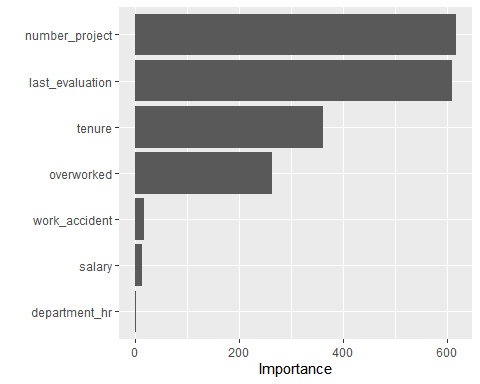 number_project
last_evaluation
tenure
overworked
work_accident
salary
department_hr
0 200 400 600
Importance